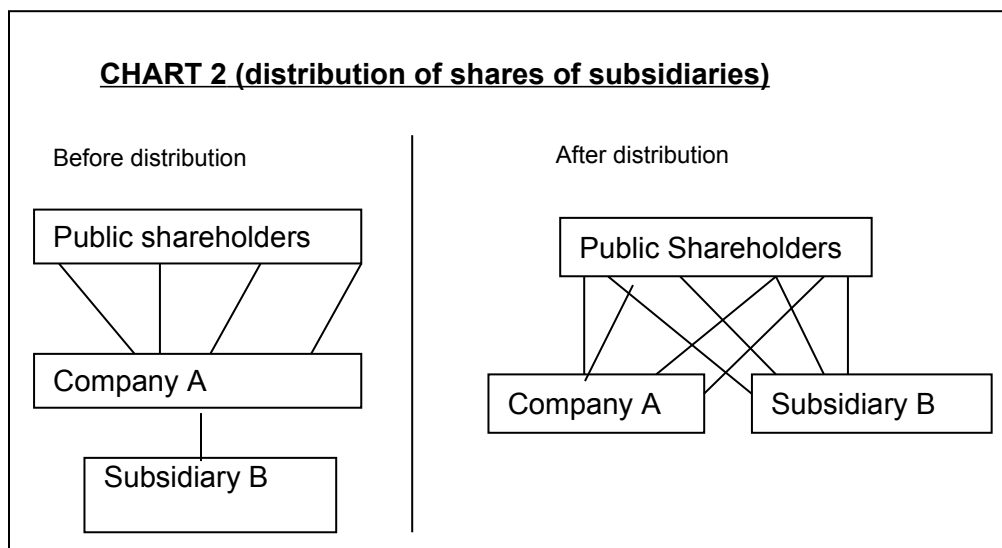 CHART 2 (distribution of shares of subsidiaries)
Before distribution
Public shareholders
Company A
Subsidiary B
After distribution
Public Shareholders
Company A
Subsidiary B